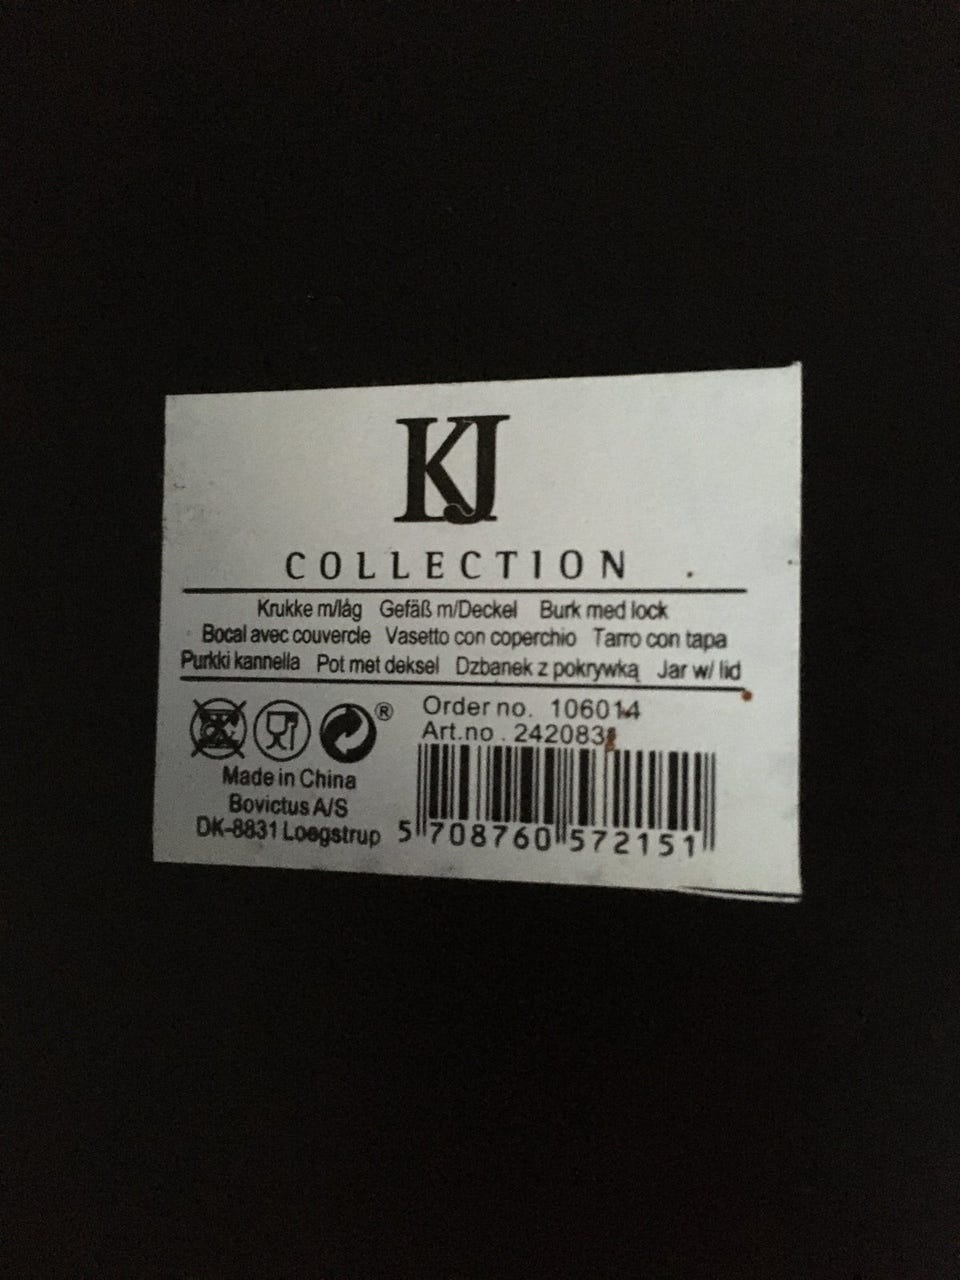 KJ
COLLECTION
Krukke m/låg Gefäß m/Deckel Burk med lock
Bocal avec couvercle Vasetto con coperchio Tarro con tapa
Purkki kannella Pot met deksel Dzbanek z pokrywką Jar w/ lid
®
Order no. 106014
Art.no . 242083
Made in China
Bovictus A/S
DK-8831 Loegstrup
5 708760 572151